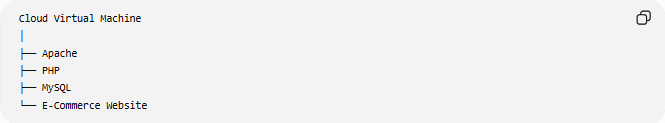 Cloud Virtual Machine
│
├── Apache
├── PHP
├── MySQL
└── E-Commerce Website